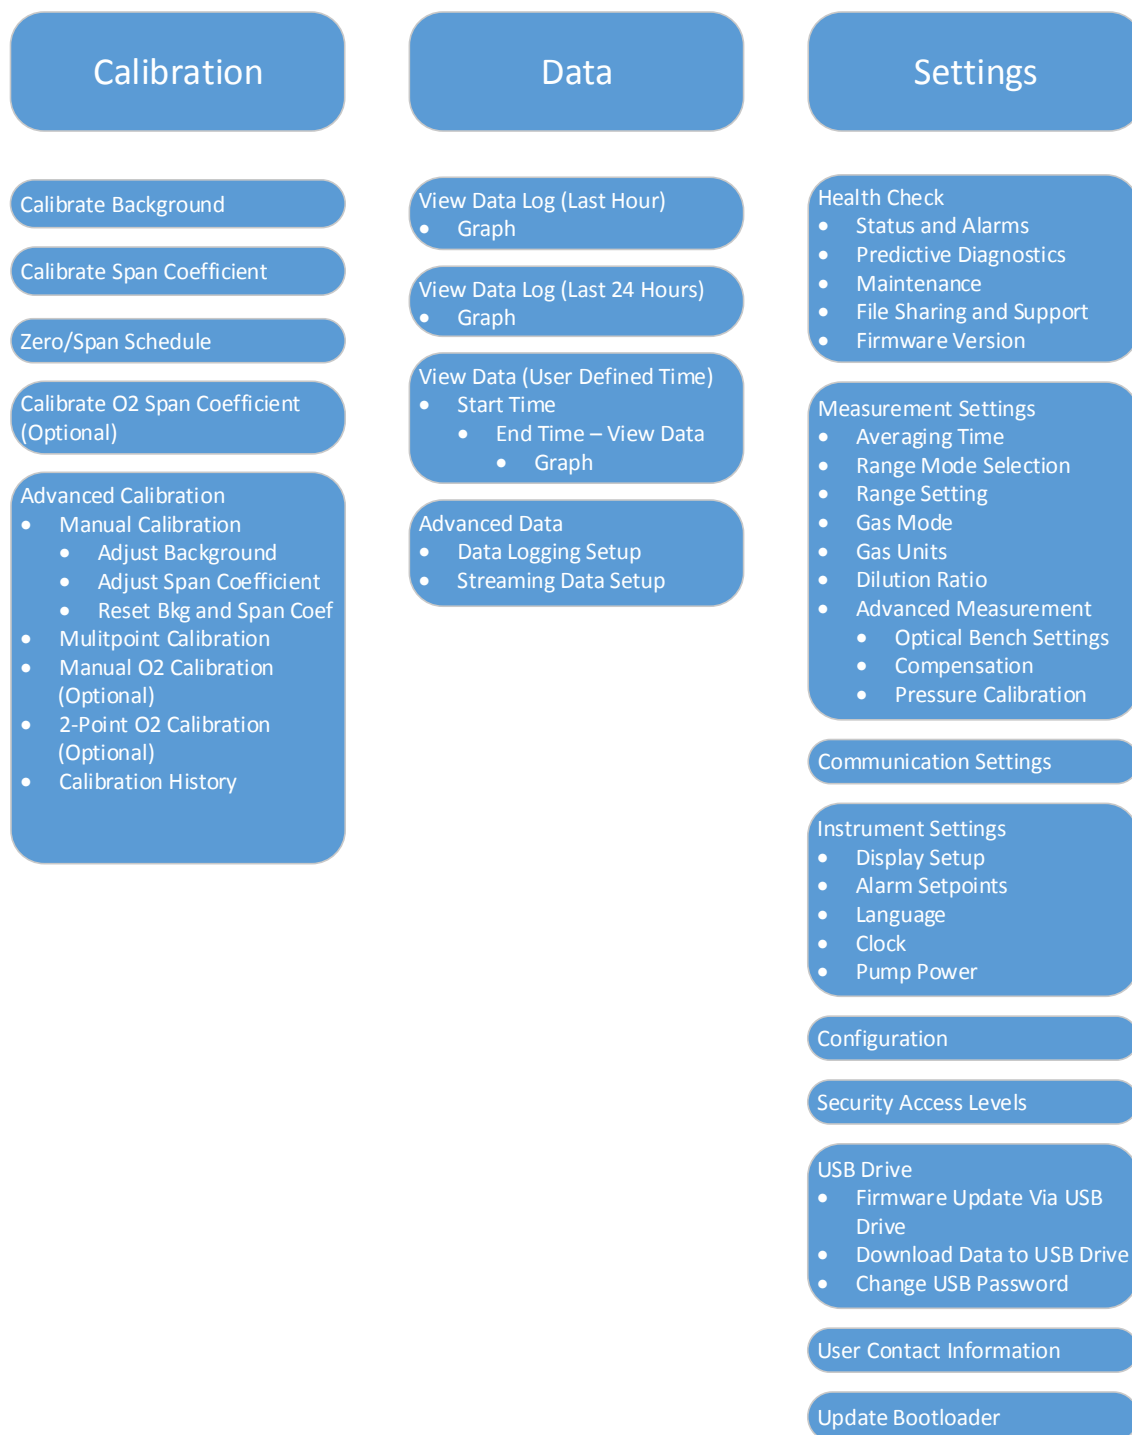 Calibration
Calibrate Background
Calibrate Span Coefficient
Zero/Span Schedule
Calibrate O2 Span Coefficient
(Optional)
Advanced Calibration
• Manual Calibration
• Adjust Background
• Adjust Span Coefficient
• Reset Bkg and Span Coef
• Mulitpoint Calibration
• Manual O2 Calibration
(Optional)
• 2-Point O2 Calibration
(Optional)
• Calibration History
Data
View Data Log (Last Hour)
• Graph
View Data Log (Last 24 Hours)
• Graph
View Data (User Defined Time)
• Start Time
• End Time – View Data
• Graph
Advanced Data
• Data Logging Setup
• Streaming Data Setup
Settings
Health Check
• Status and Alarms
• Predictive Diagnostics
• Maintenance
• File Sharing and Support
• Firmware Version
Measurement Settings
• Averaging Time
• Range Mode Selection
• Range Setting
• Gas Mode
• Gas Units
• Dilution Ratio
• Advanced Measurement
• Optical Bench Settings
• Compensation
• Pressure Calibration
Communication Settings
Instrument Settings
• Display Setup
• Alarm Setpoints
• Language
• Clock
• Pump Power
Configuration
Security Access Levels
USB Drive
• Firmware Update Via USB
Drive
• Download Data to USB Drive
• Change USB Password
User Contact Information
Update Bootloader